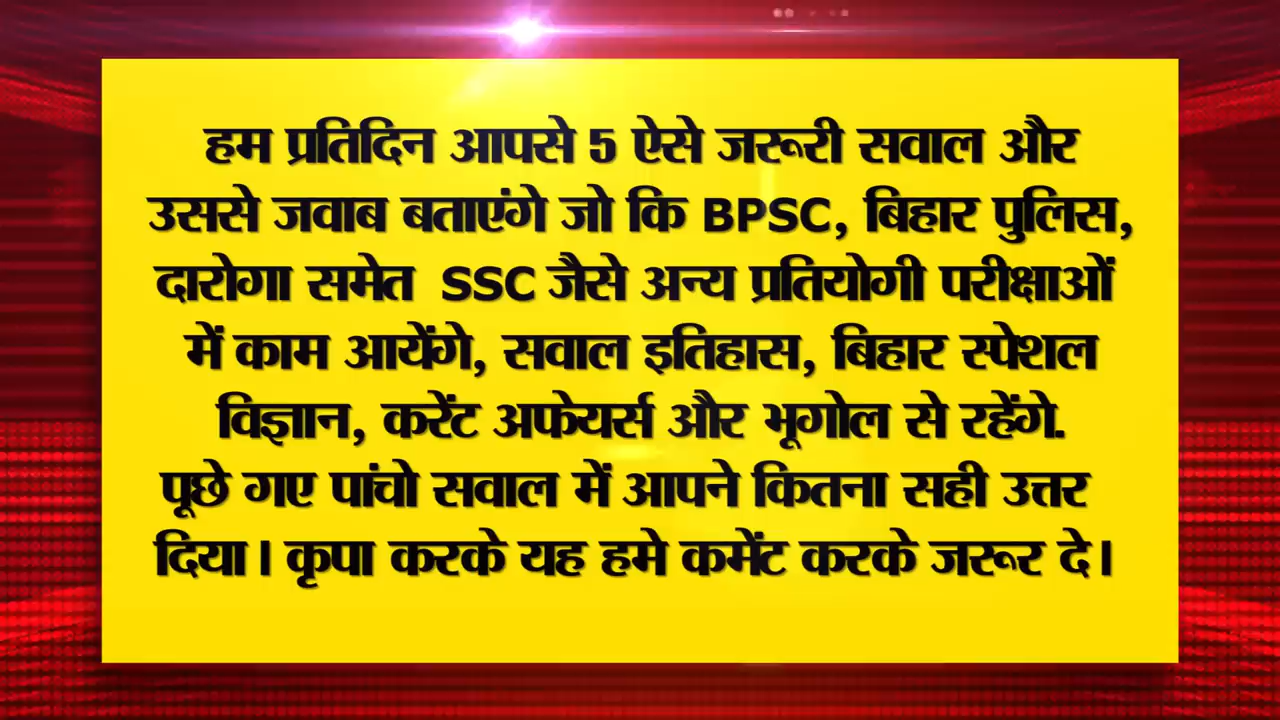 हम प्रतिदिन आपसे 5 ऐसे जरूरी सवाल और
उससे जवाब बताएंगे जो कि BPSC, बिहार पुलिस,
दारोगा समेत SSC जैसे अन्य प्रतियोगी परीक्षाओं
में काम आयेंगे, सवाल इतिहास, बिहार स्पेशल
विज्ञान, करेंट अफेयर्स और भूगोल से रहेंगे.
पूछे गए पांचो सवाल में आपने कितना सही उत्तर
दिया। कृपा करके यह हमे कमेंट करके जरूर दे।